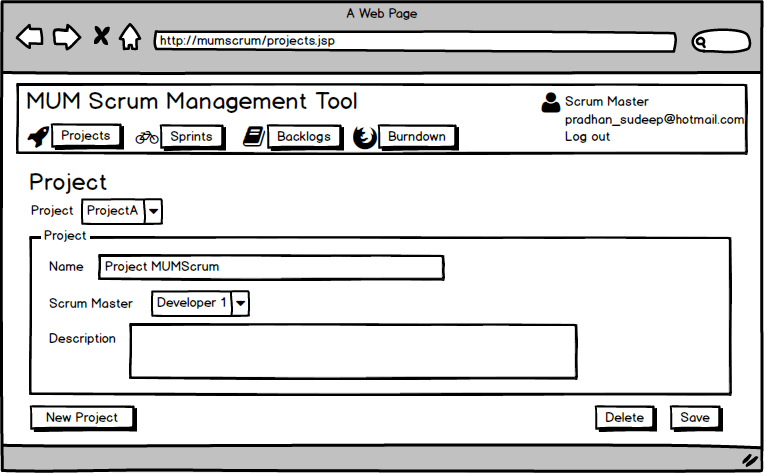 A Web Page
http://mumscrum/projects.jsp
MUM Scrum Management Tool
Scrum Master
pradhan_sudeep@hotmail.com
Log out
Projects Sprints Backlogs Burndown
Project
Project ProjectA
Project
Name Project MUMScrum
Scrum Master Developer 1
Description
New Project Delete Save